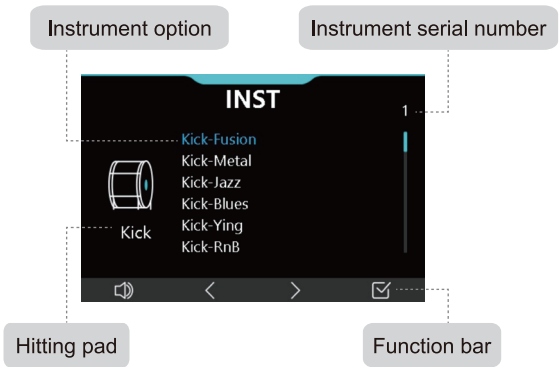 Instrument option
Instrument serial number
INST
1
Kick-Fusion
Kick-Metal
Kick-Jazz
Kick-Blues
Kick-Ying
Kick-RnB
Kick
Hitting pad
Function bar